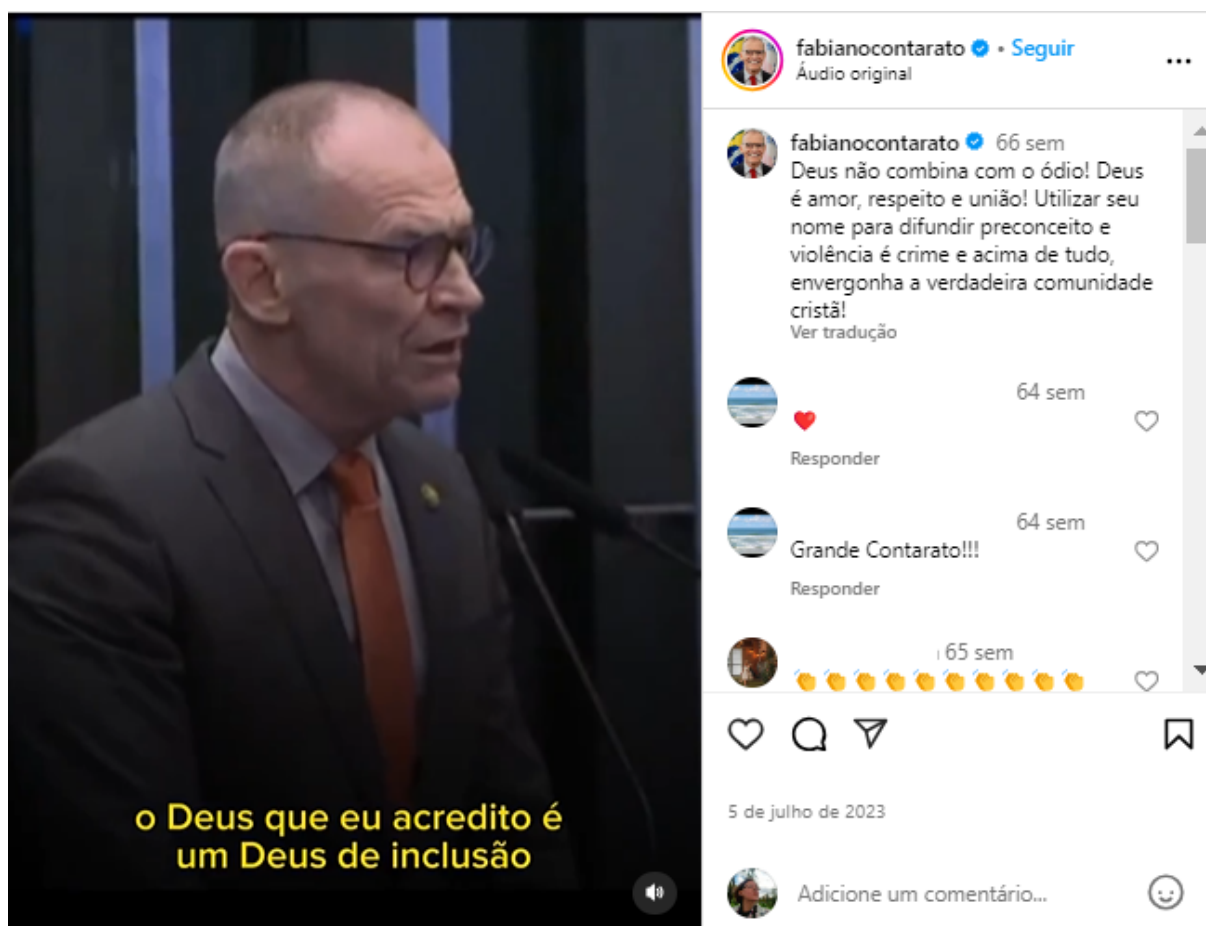 fabianocontarato • Seguir
Áudio original
fabianocontarato 66 sem
Deus não combina com o ódio! Deus
é amor, respeito e união! Utilizar seu
nome para difundir preconceito e
violência é crime e acima de tudo,
envergonha a verdadeira comunidade
cristã!
Ver tradução
64 sem
❤️
Responder
64 sem
Grande Contarato!!!
Responder
65 sem
👏👏👏👏👏👏👏👏👏👏
5 de julho de 2023
Adicione um comentário...
o Deus que eu acredito é
um Deus de inclusão